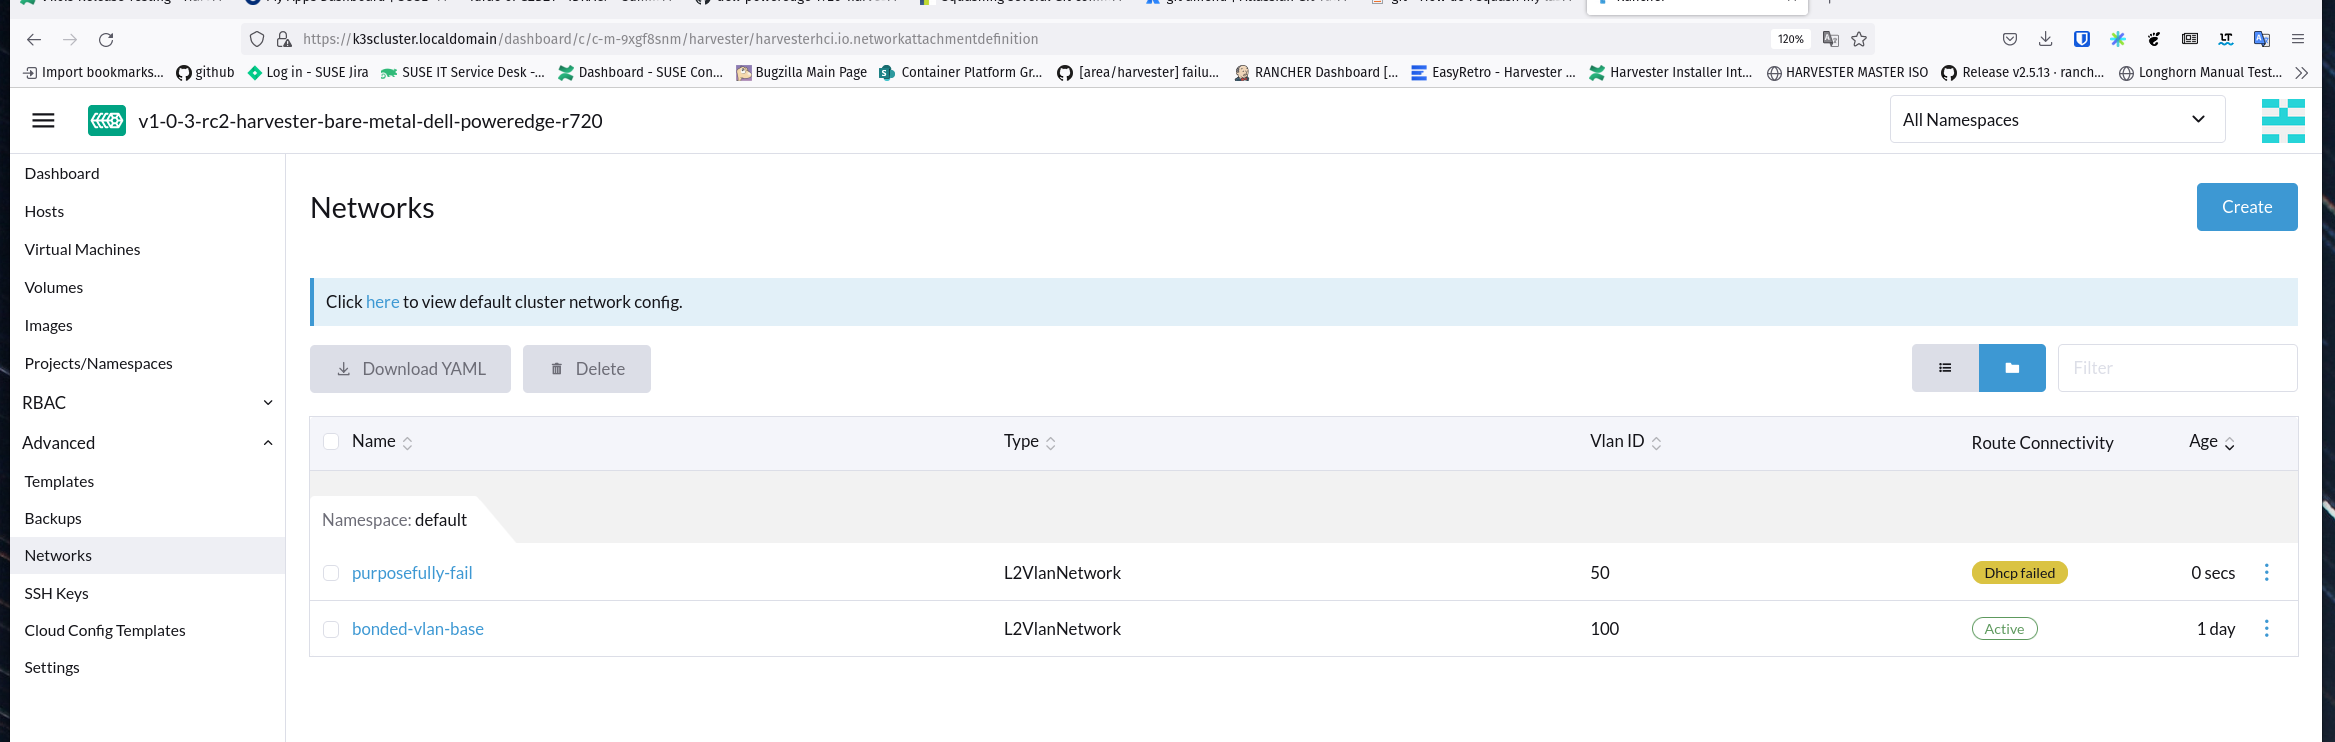 https://k3scluster.localdomain/dashboard/c/c-m-9xgf8snm/harvester/harvesterhci.io.networkattachmentdefinition 120%
Import bookmarks... github Log in - SUSE Jira SUSE IT Service Desk -... Dashboard - SUSE Con... Bugzilla Main Page Container Platform Gr... [area/harvester] failu... RANCHER Dashboard [... EasyRetro - Harvester ... Harvester Installer Int... HARVESTER MASTER ISO Release v2.5.13 · ranch... Longhorn Manual Test...
v1-0-3-rc2-harvester-bare-metal-dell-poweredge-r720 All Namespaces
Dashboard
Hosts
Virtual Machines
Volumes
Images
Projects/Namespaces
RBAC
Advanced
Templates
Backups
Networks
SSH Keys
Cloud Config Templates
Settings
Networks Create
Click here to view default cluster network config.
Download YAML Delete Filter
Name Type Vlan ID Route Connectivity Age
Namespace: default
purposefully-fail L2VlanNetwork 50 Dhcp failed 0 secs
bonded-vlan-base L2VlanNetwork 100 Active 1 day